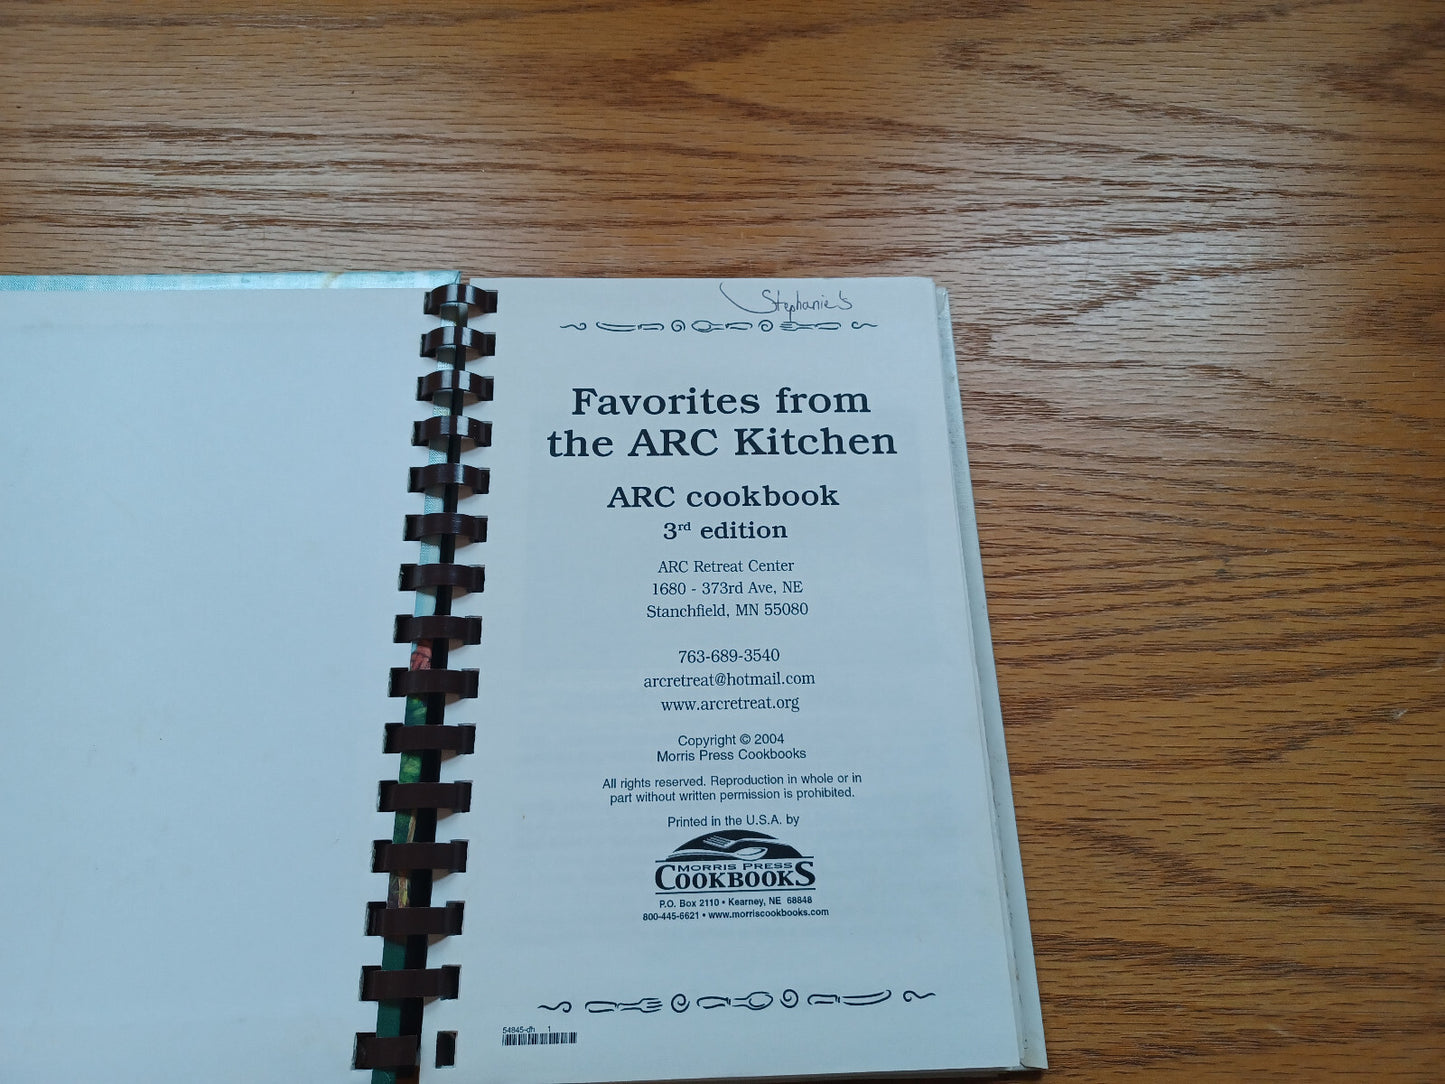 Stephanie's
Favorites from
the ARC Kitchen
ARC cookbook
3rd edition
ARC Retreat Center
1680 - 373rd Ave, NE
Stanchfield, MN 55080
763-689-3540
arcretreat@hotmail.com
www.arcretreat.org
Copyright © 2004
Morris Press Cookbooks
All rights reserved. Reproduction in whole or in
part without written permission is prohibited.
Printed in the U.S.A. by
MORRIS PRESS
COOKBOOKS
P.O. Box 2110 • Kearney, NE 68848
800-445-6621 • www.morriscookbooks.com
54845-dh 1